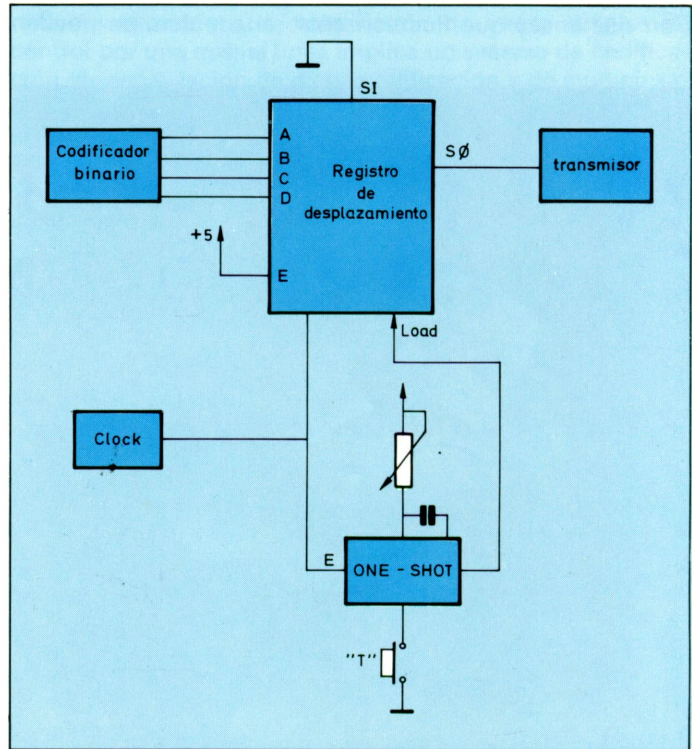 SI
Codificador
binario
A
B
C
D
Registro
de
desplazamiento
SØ
transmisor
+5
E
Load
Clock
E
ONE - SHOT
"T"